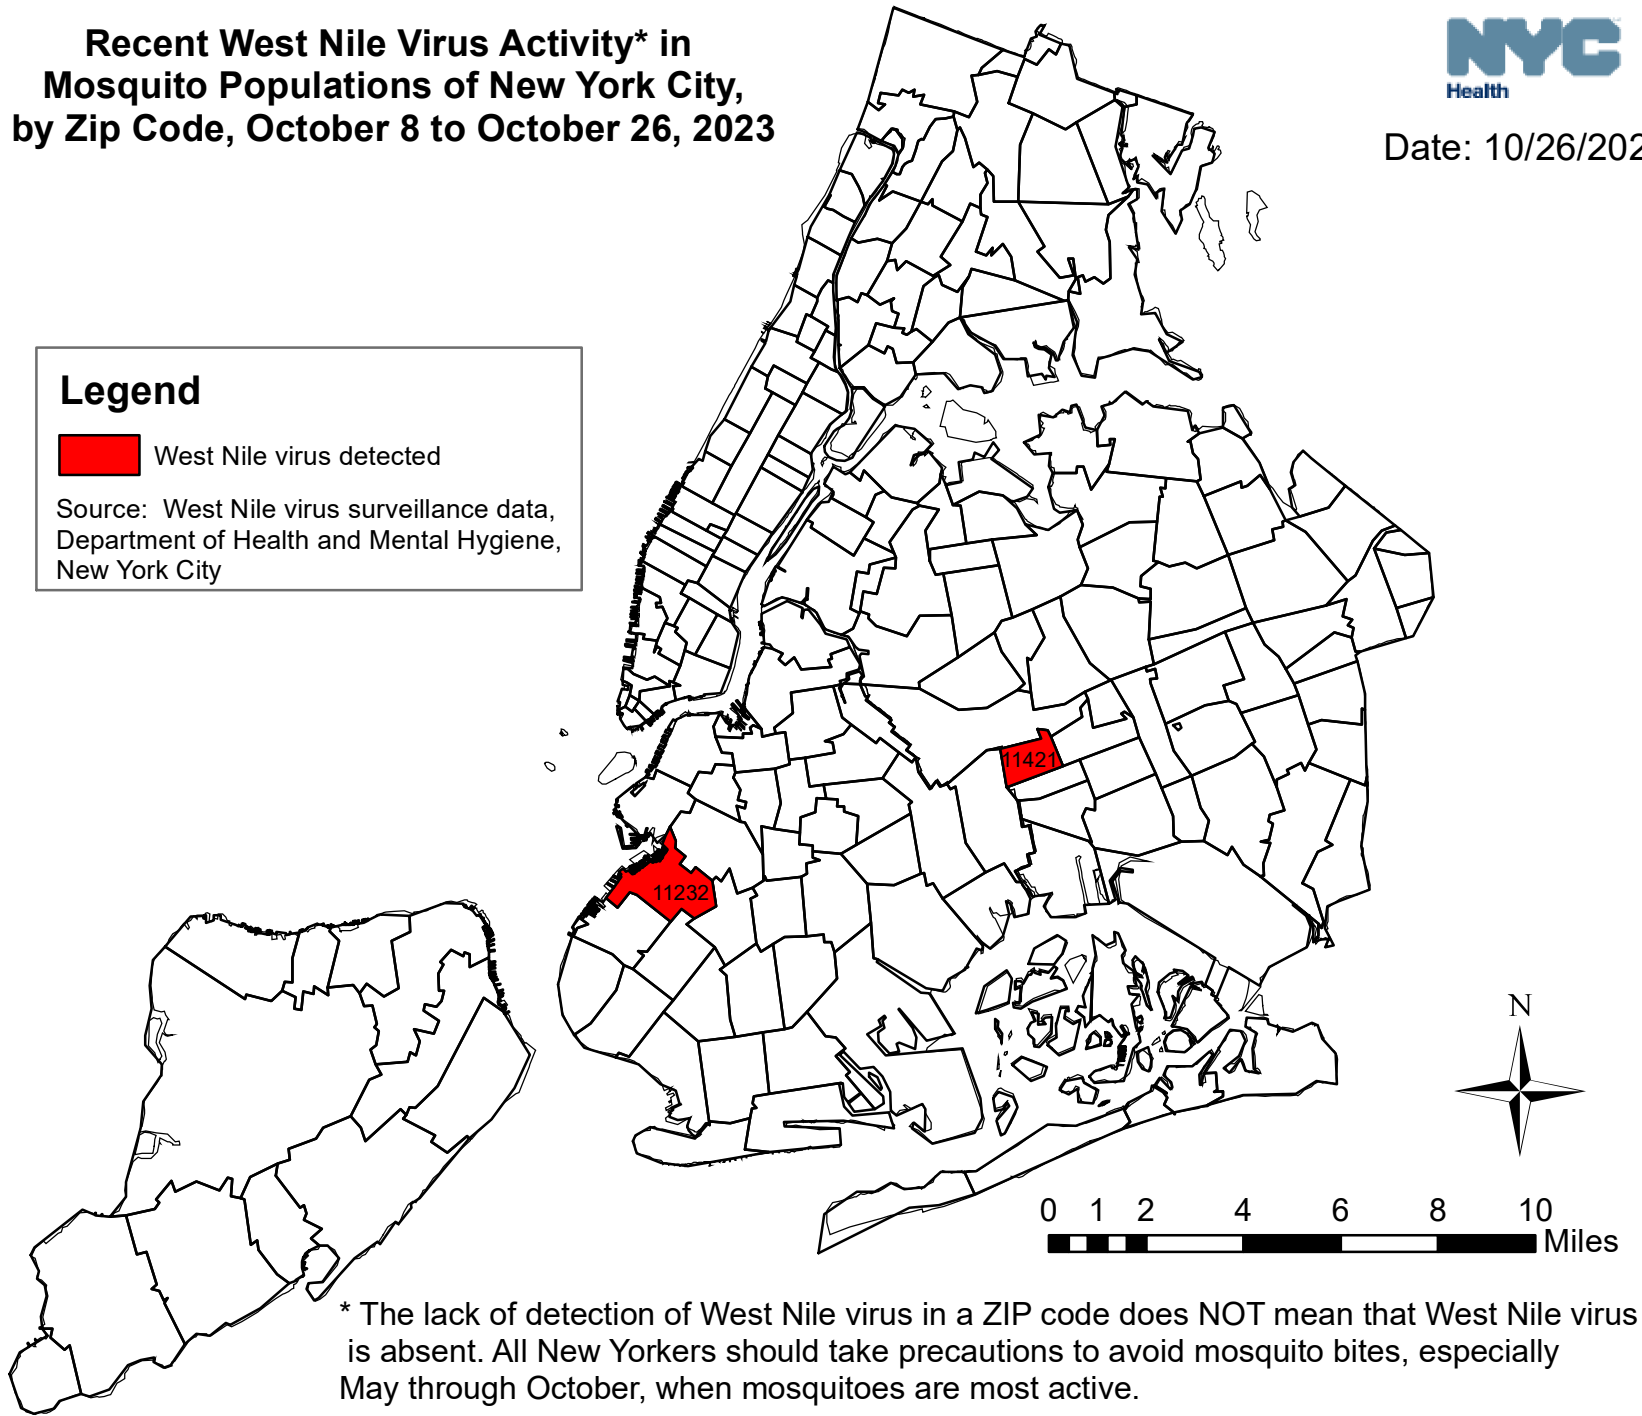 Recent West Nile Virus Activity* in
Mosquito Populations of New York City,
by Zip Code, October 8 to October 26, 2023
NYC
Health
Date: 10/26/202
Legend
West Nile virus detected
Source: West Nile virus surveillance data,
Department of Health and Mental Hygiene,
New York City
11421
11232
N
0 1 2 4 6 8 10
Miles
* The lack of detection of West Nile virus in a ZIP code does NOT mean that West Nile virus
is absent. All New Yorkers should take precautions to avoid mosquito bites, especially
May through October, when mosquitoes are most active.